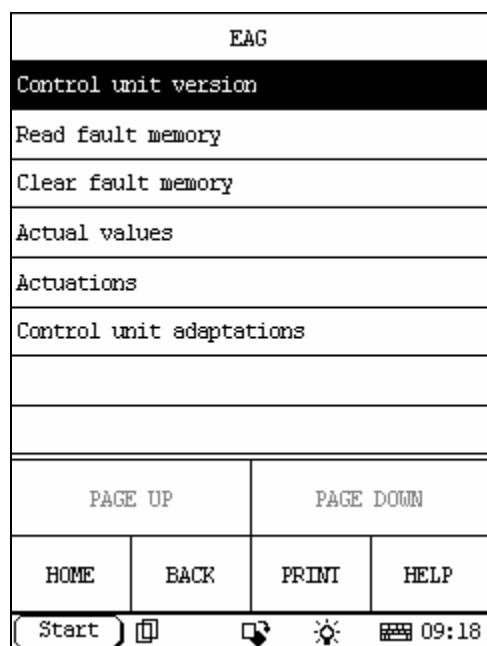 EAG
Control unit version
Read fault memory
Clear fault memory
Actual values
Actuations
Control unit adaptations
PAGE UP PAGE DOWN
HOME BACK PRINT HELP
Start 09:18